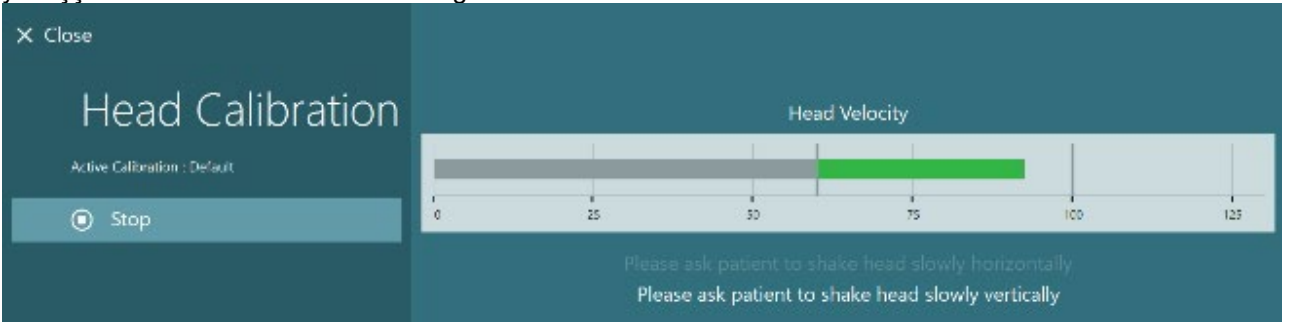 Close
Head Calibration
Active Calibration : Default
Stop
Head Velocity
0 25 50 75 100 125
Please ask patient to shake head slowly horizontally
Please ask patient to shake head slowly vertically